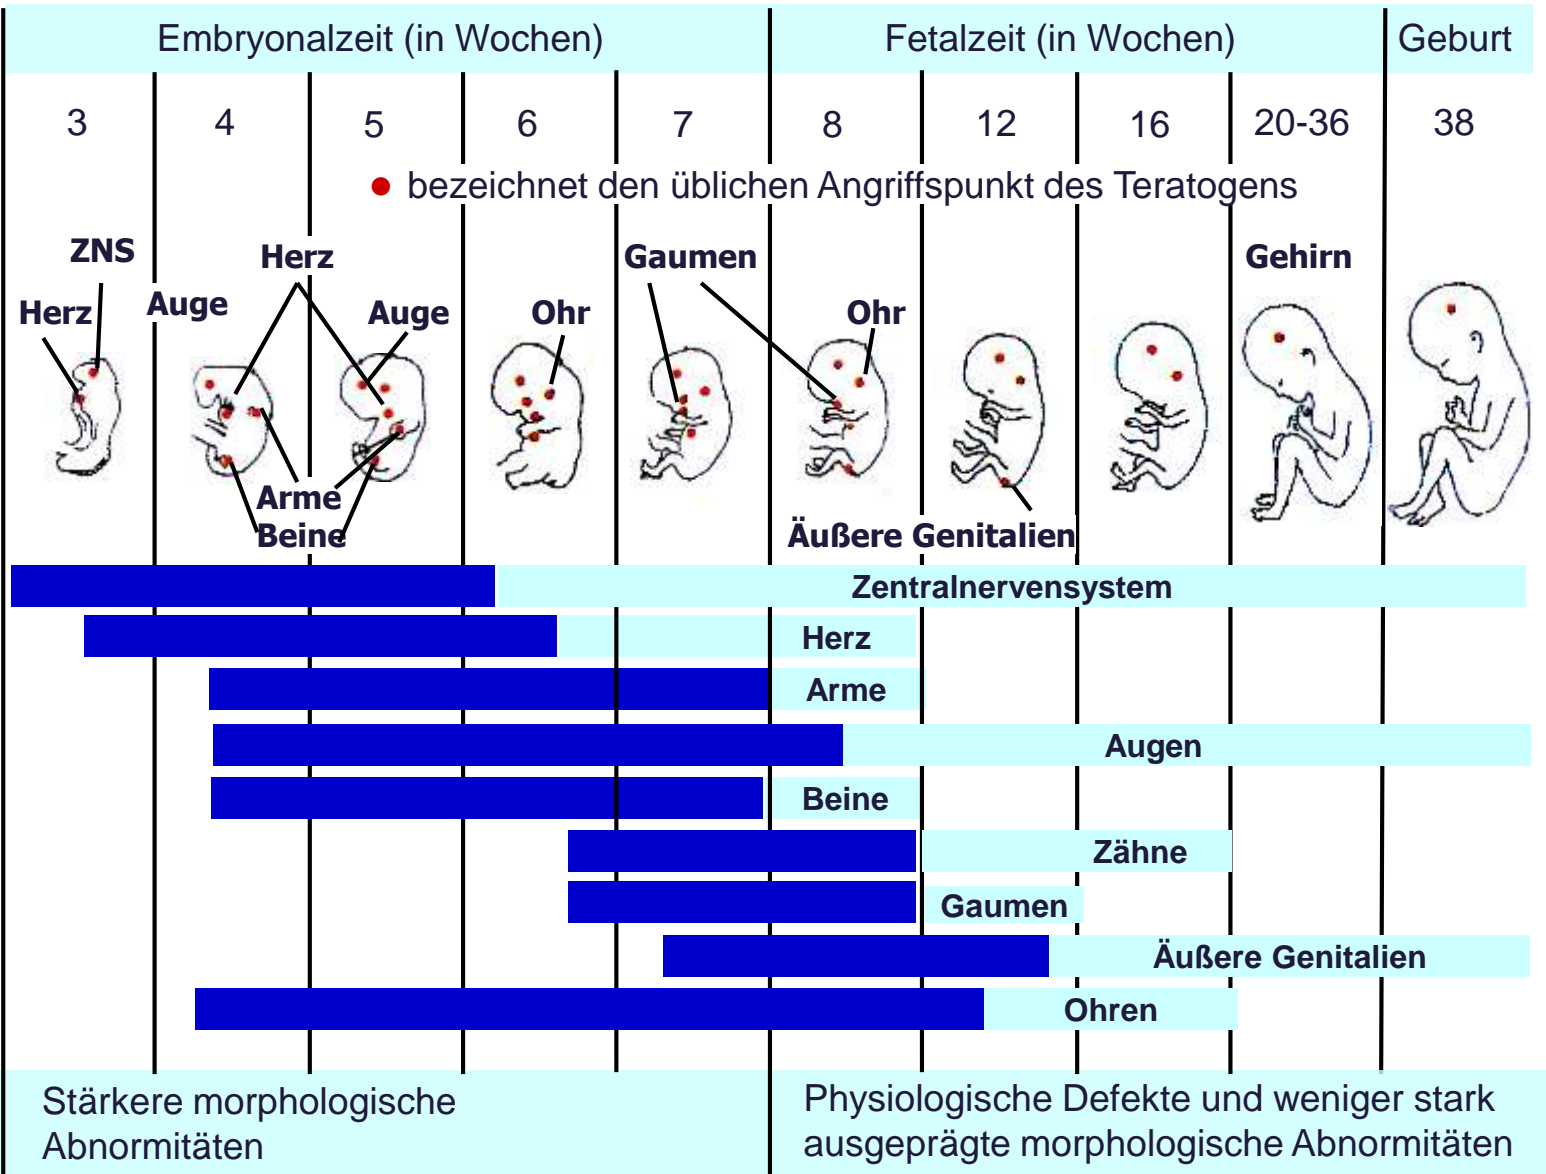 Embryonalzeit (in Wochen) Fetalzeit (in Wochen) Geburt
3 4 5 6 7 8 12 16 20-36 38
bezeichnet den üblichen Angriffspunkt des Teratogens
ZNS Herz Gaumen Gehirn
Herz Auge Auge Ohr Ohr
Arme
Beine Äußere Genitalien
Zentralnervensystem
Herz
Arme
Augen
Beine
Zähne
Gaumen
Äußere Genitalien
Ohren
Stärkere morphologische
Abnormitäten
Physiologische Defekte und weniger stark
ausgeprägte morphologische Abnormitäten